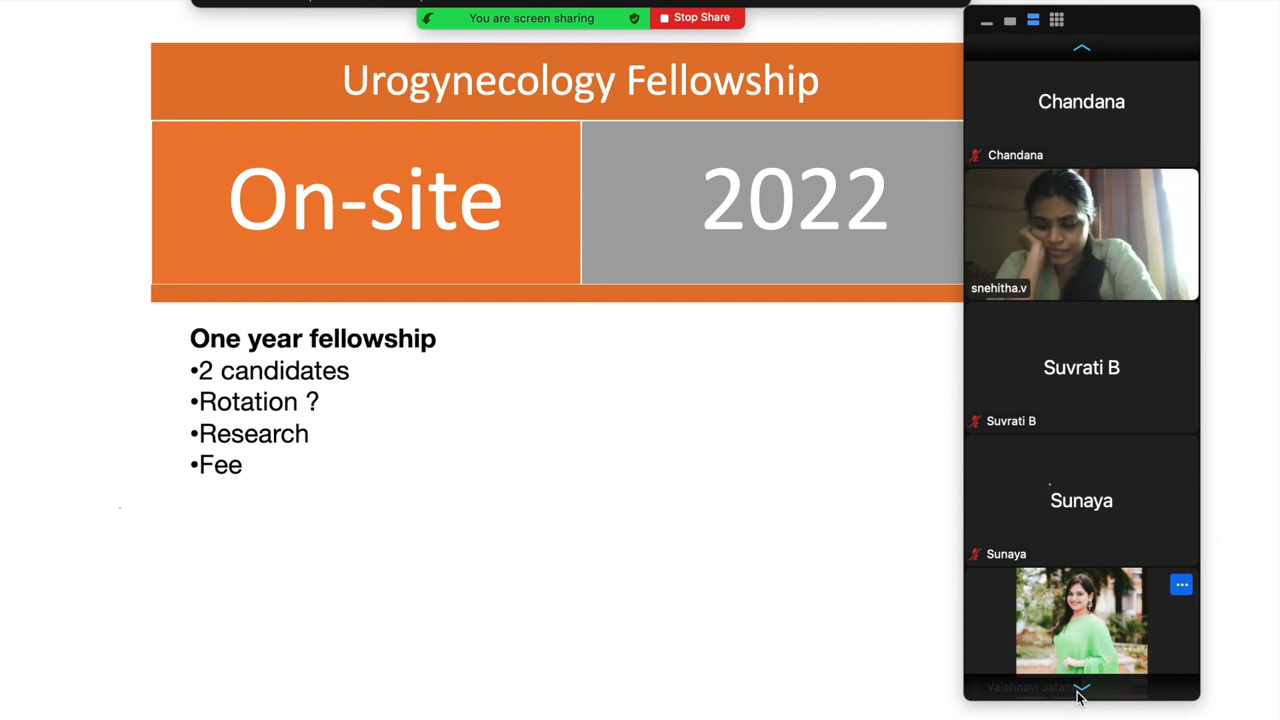 You are screen sharing
Stop Share
Urogynecology Fellowship
On-site
2022
One year fellowship
•2 candidates
•Rotation ?
•Research
•Fee
Chandana
Chandana
snehitha.v
Suvrati B
Suvrati B
Sunaya
Sunaya
Vaishnavi